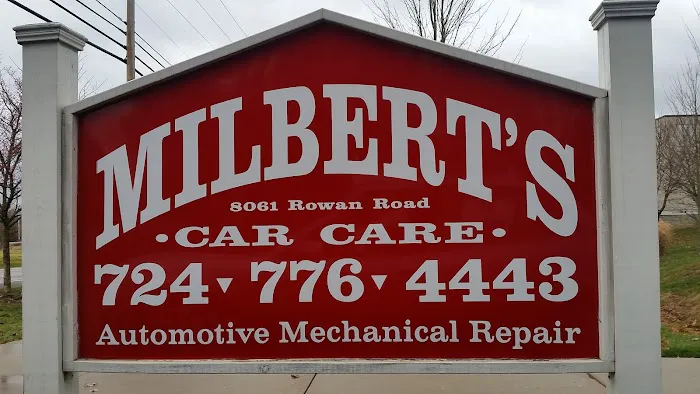 MILBERT'S
8061 Rowan Road
•CAR CARE•
724▾776▾4443
Automotive Mechanical Repair